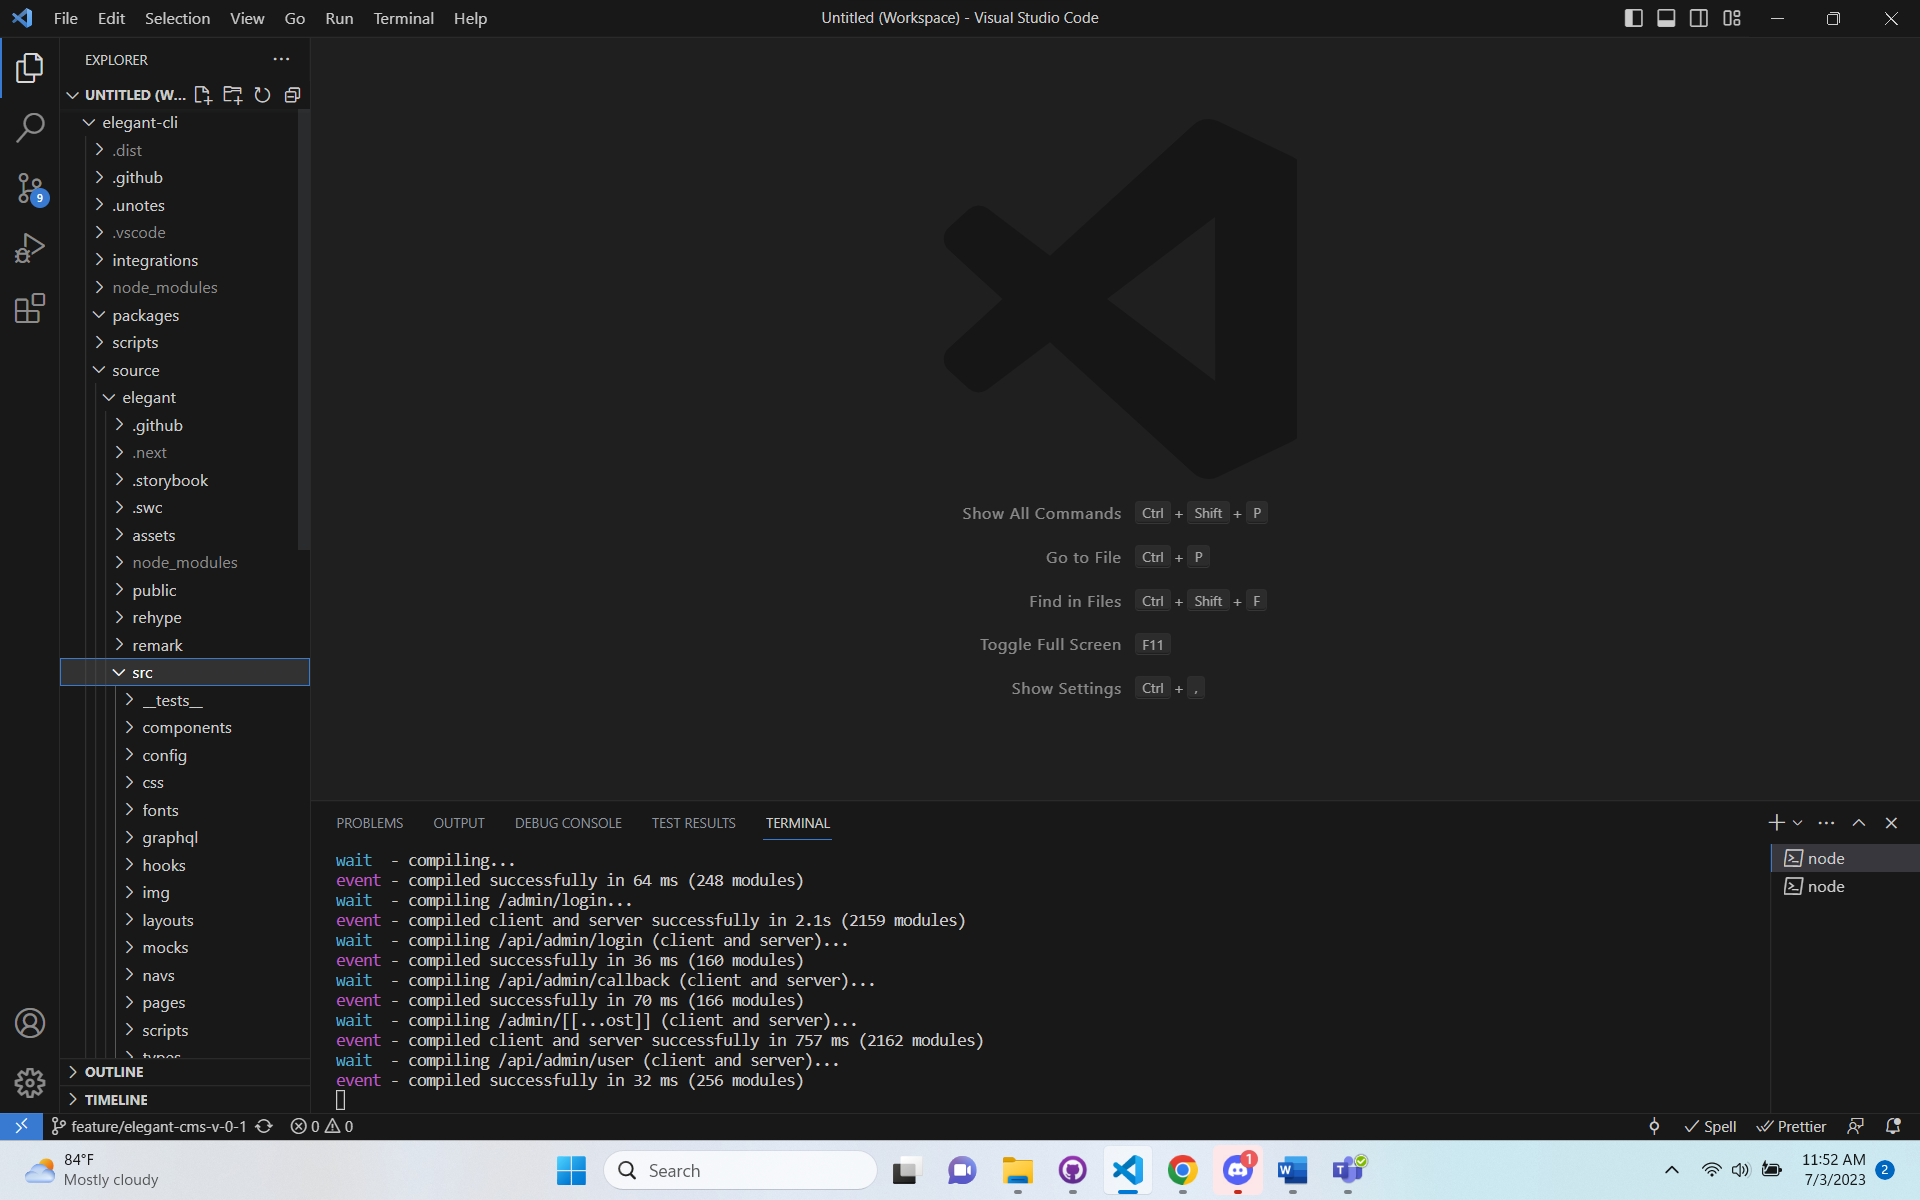 File Edit Selection View Go Run Terminal Help
Untitled (Workspace) - Visual Studio Code
EXPLORER
UNTITLED (W...
elegant-cli
.dist
.github
.unotes
.vscode
integrations
node_modules
packages
scripts
source
elegant
.github
.next
.storybook
.swc
assets
node_modules
public
rehype
remark
src
__tests__
components
config
css
fonts
graphql
hooks
img
layouts
mocks
navs
pages
scripts
types
OUTLINE
TIMELINE
9
Show All Commands Ctrl + Shift + P
Go to File Ctrl + P
Find in Files Ctrl + Shift + F
Toggle Full Screen F11
Show Settings Ctrl + ,
PROBLEMS OUTPUT DEBUG CONSOLE TEST RESULTS TERMINAL
wait - compiling...
event - compiled successfully in 64 ms (248 modules)
wait - compiling /admin/login...
event - compiled client and server successfully in 2.1s (2159 modules)
wait - compiling /api/admin/login (client and server)...
event - compiled successfully in 36 ms (160 modules)
wait - compiling /api/admin/callback (client and server)...
event - compiled successfully in 70 ms (166 modules)
wait - compiling /admin/[[...ost]] (client and server)...
event - compiled client and server successfully in 757 ms (2162 modules)
wait - compiling /api/admin/user (client and server)...
event - compiled successfully in 32 ms (256 modules)
node
node
feature/elegant-cms-v-0-1 0 0
Spell Prettier
84°F
Mostly cloudy
Search
1
W
T
11:52 AM
7/3/2023
2